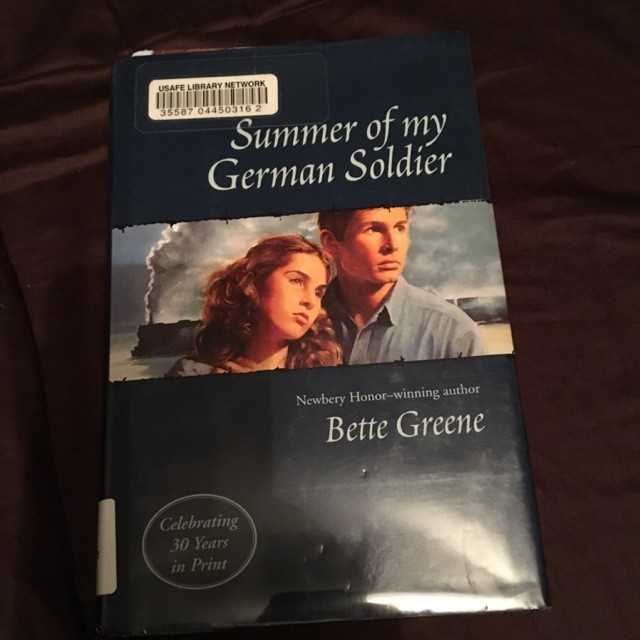 USAFE LIBRARY NETWORK
35587 04450316 2
Summer of my
German Soldier
Newbery Honor–winning author
Bette Greene
Celebrating
30 Years
in Print